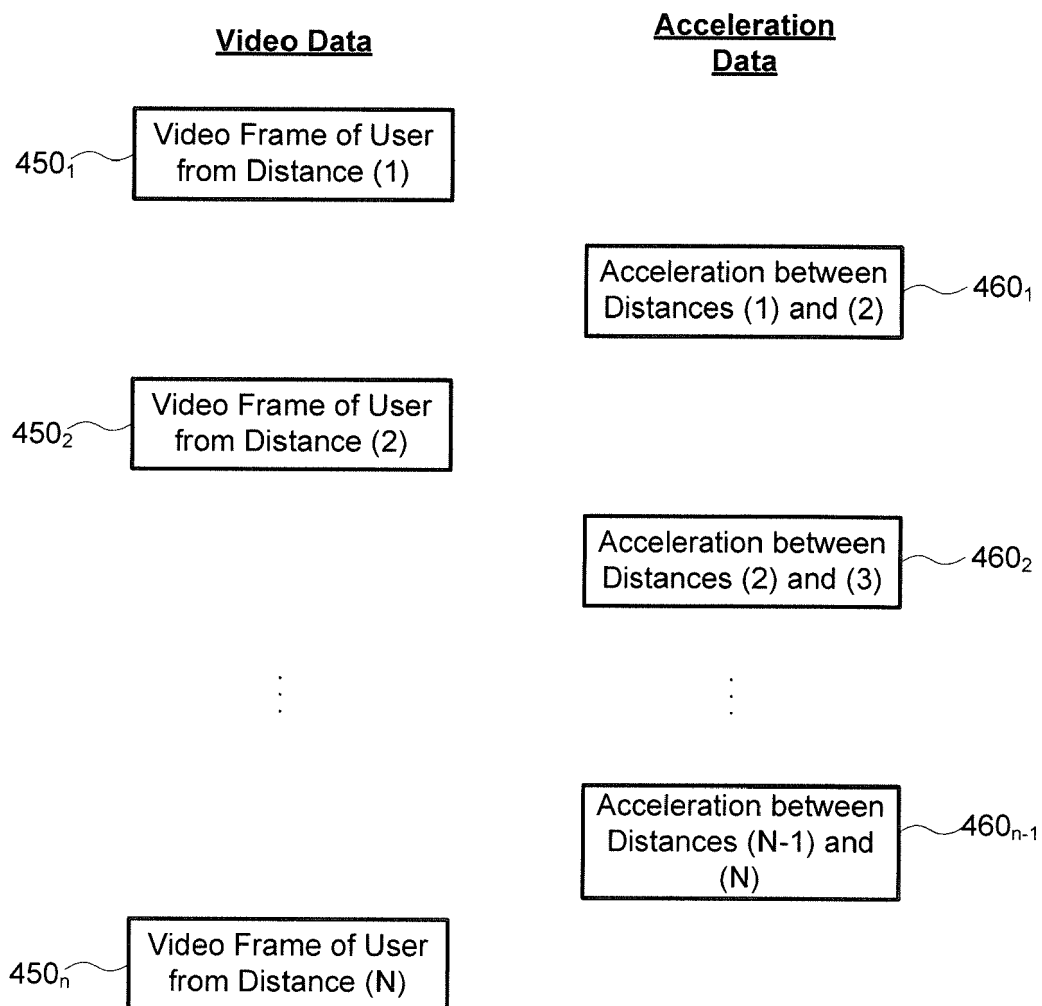 Video Data
Acceleration
Data
Video Frame of User
from Distance (1)
450₁
Acceleration between
Distances (1) and (2)
460₁
Video Frame of User
from Distance (2)
450₂
Acceleration between
Distances (2) and (3)
460₂
Acceleration between
Distances (N-1) and
(N)
460ₙ₋₁
Video Frame of User
from Distance (N)
450ₙ